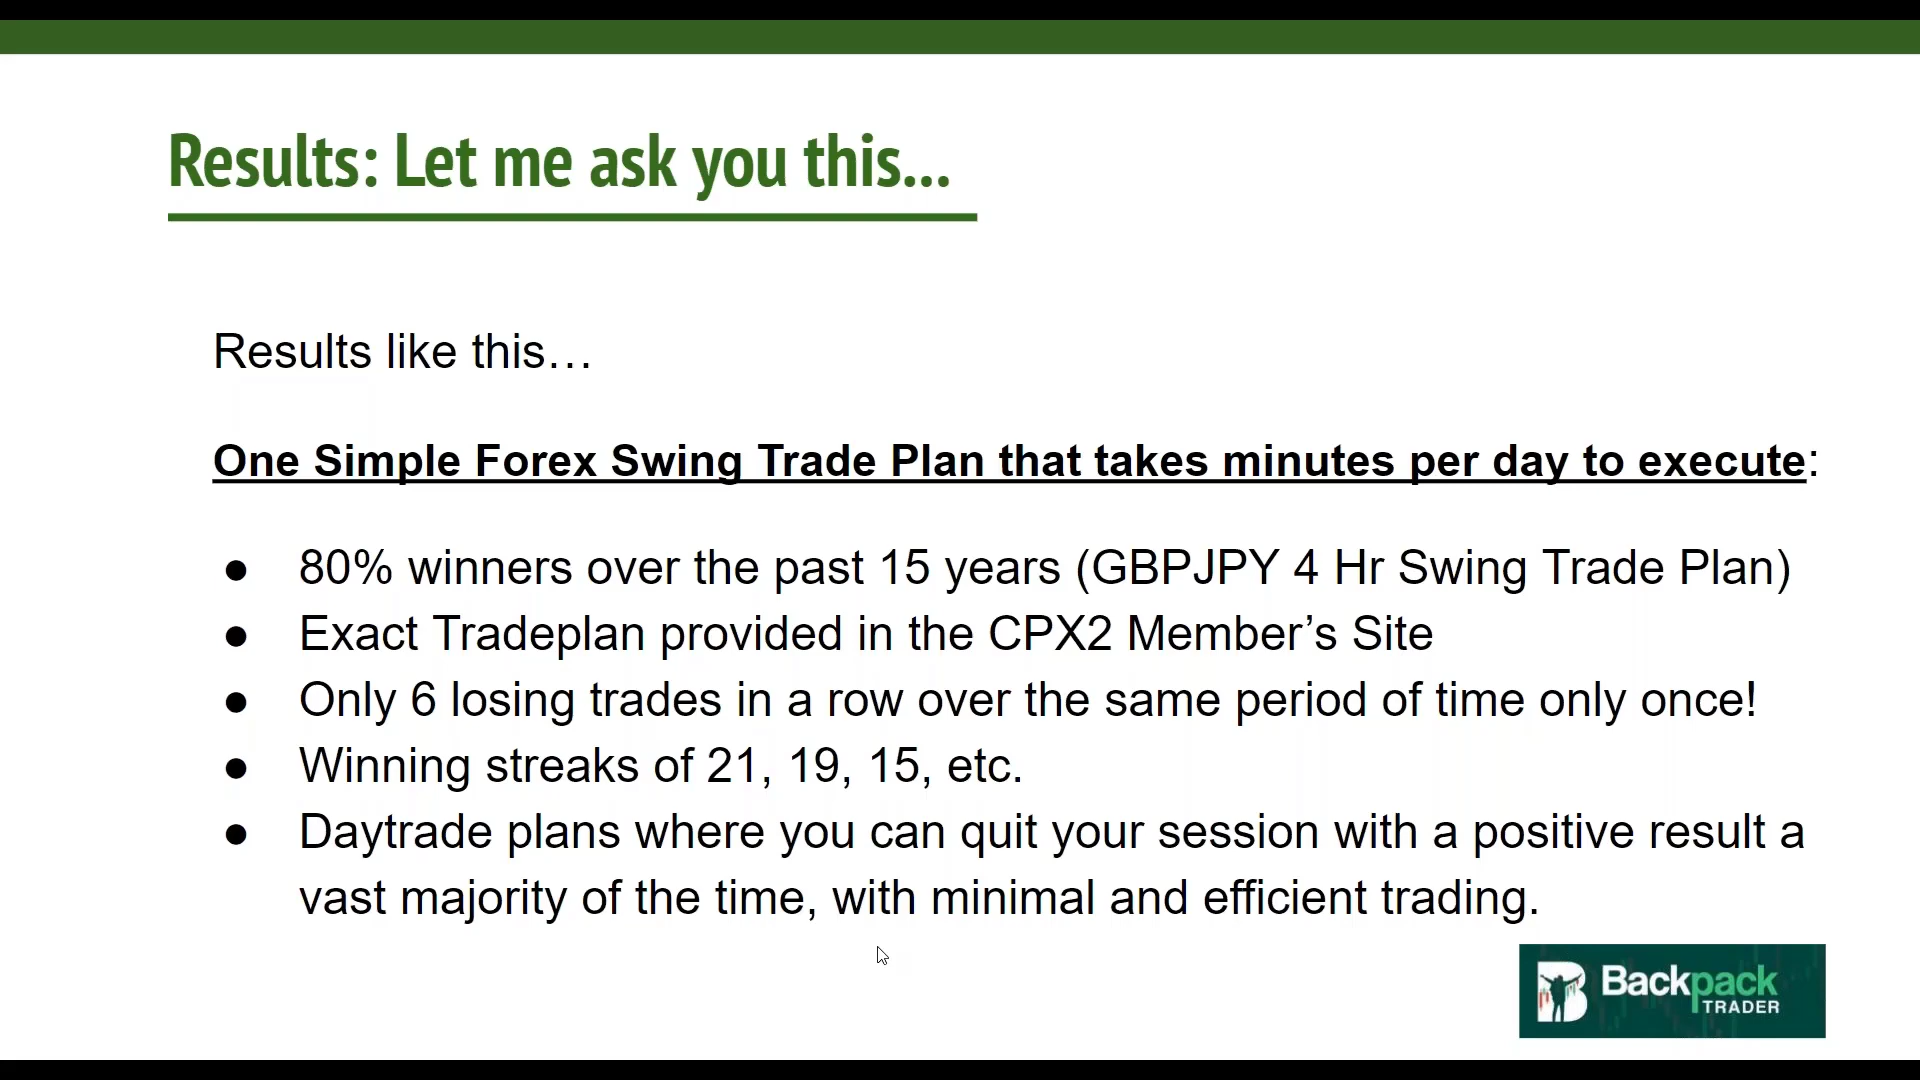 Results: Let me ask you this...
Results like this…
One Simple Forex Swing Trade Plan that takes minutes per day to execute:
● 80% winners over the past 15 years (GBPJPY 4 Hr Swing Trade Plan)
● Exact Tradeplan provided in the CPX2 Member’s Site
● Only 6 losing trades in a row over the same period of time only once!
● Winning streaks of 21, 19, 15, etc.
● Daytrade plans where you can quit your session with a positive result a
vast majority of the time, with minimal and efficient trading.
Backpack
TRADER